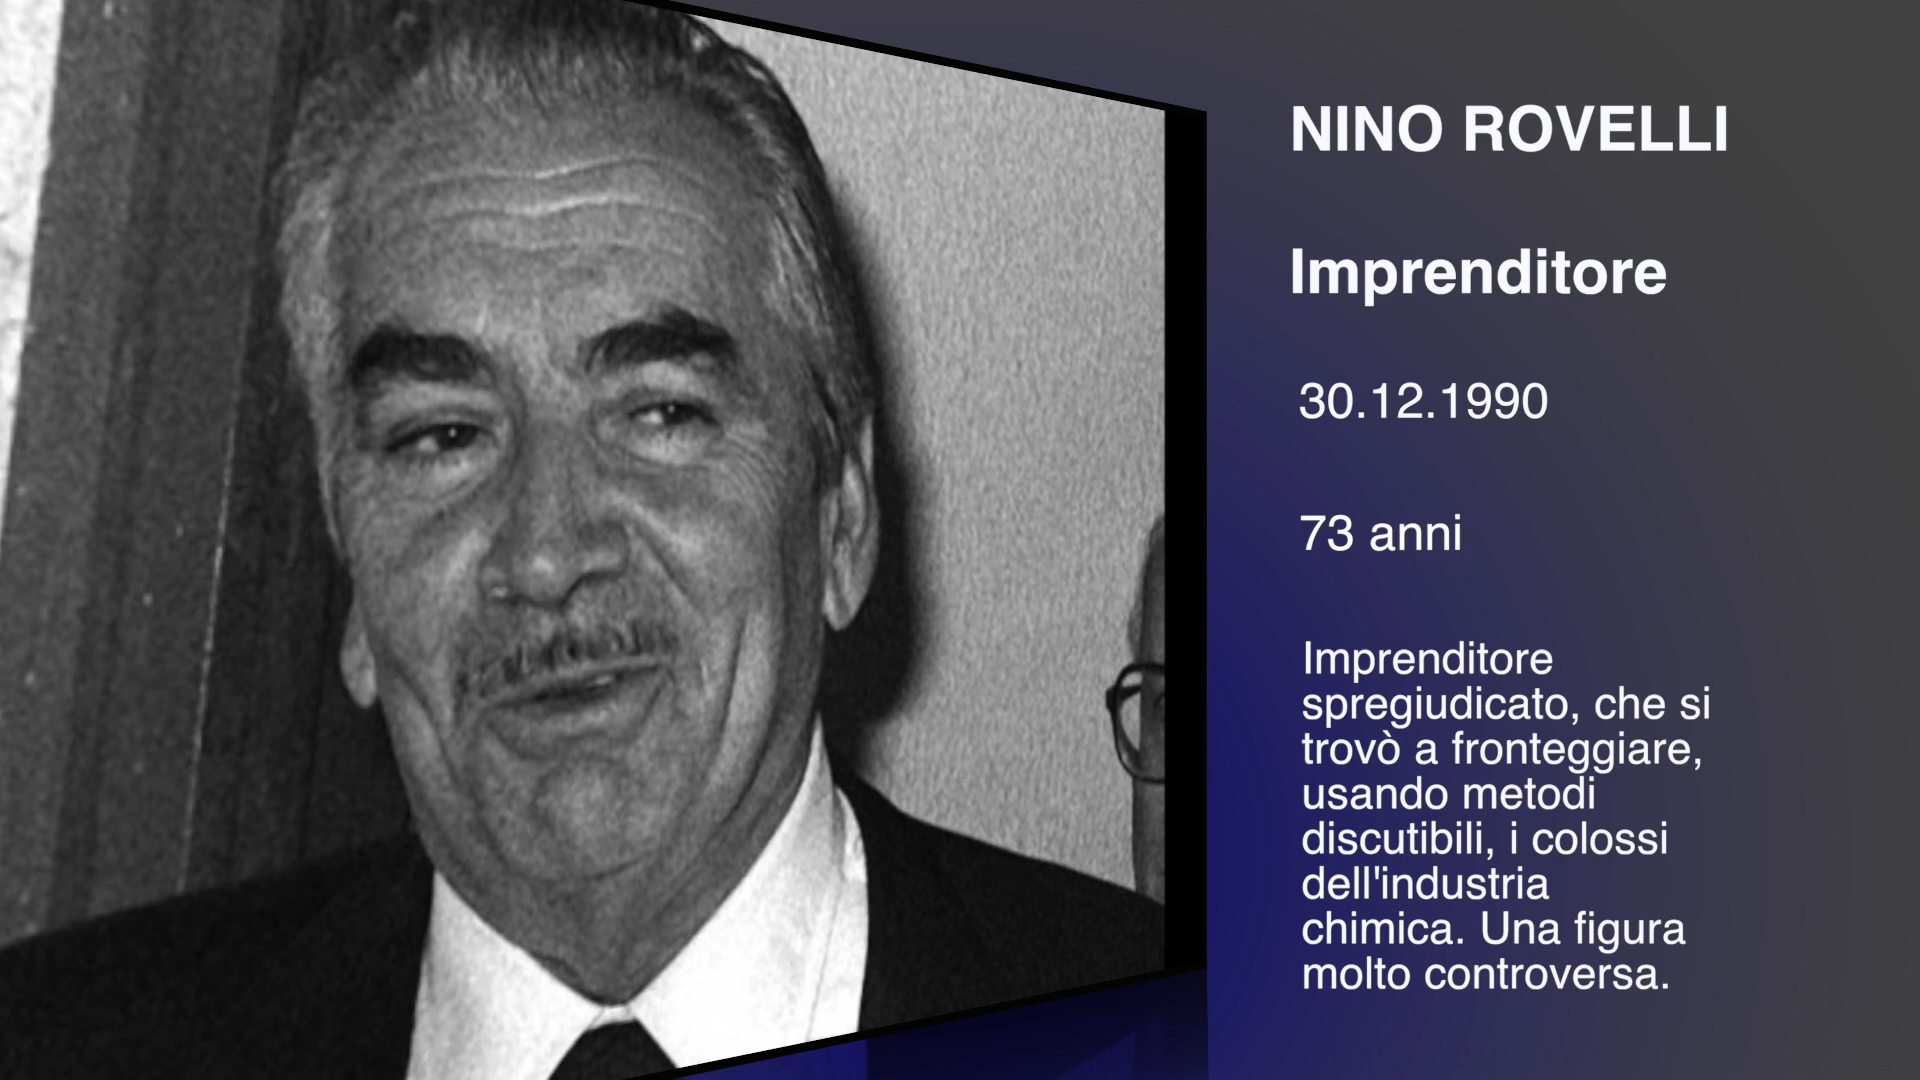 NINO ROVELLI
Imprenditore
30.12.1990
73 anni
Imprenditore
spregiudicato, che si
trovò a fronteggiare,
usando metodi
discutibili, i colossi
dell'industria
chimica. Una figura
molto controversa.